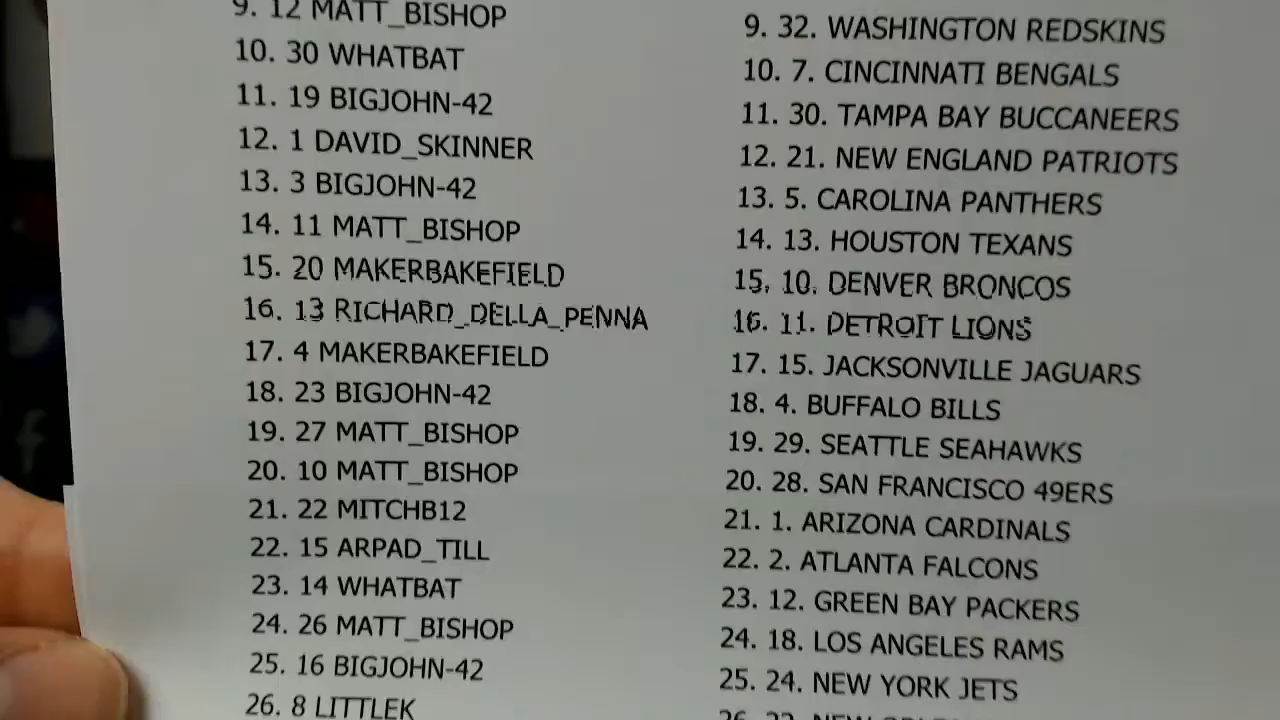 9. 12 MATT_BISHOP
10. 30 WHATBAT
11. 19 BIGJOHN-42
12. 1 DAVID_SKINNER
13. 3 BIGJOHN-42
14. 11 MATT_BISHOP
15. 20 MAKERBAKEFIELD
16. 13 RICHARD_DELLA_PENNA
17. 4 MAKERBAKEFIELD
18. 23 BIGJOHN-42
19. 27 MATT_BISHOP
20. 10 MATT_BISHOP
21. 22 MITCHB12
22. 15 ARPAD_TILL
23. 14 WHATBAT
24. 26 MATT_BISHOP
25. 16 BIGJOHN-42
26. 8 LITTLEK
9. 32. WASHINGTON REDSKINS
10. 7. CINCINNATI BENGALS
11. 30. TAMPA BAY BUCCANEERS
12. 21. NEW ENGLAND PATRIOTS
13. 5. CAROLINA PANTHERS
14. 13. HOUSTON TEXANS
15. 10. DENVER BRONCOS
16. 11. DETROIT LIONS
17. 15. JACKSONVILLE JAGUARS
18. 4. BUFFALO BILLS
19. 29. SEATTLE SEAHAWKS
20. 28. SAN FRANCISCO 49ERS
21. 1. ARIZONA CARDINALS
22. 2. ATLANTA FALCONS
23. 12. GREEN BAY PACKERS
24. 18. LOS ANGELES RAMS
25. 24. NEW YORK JETS